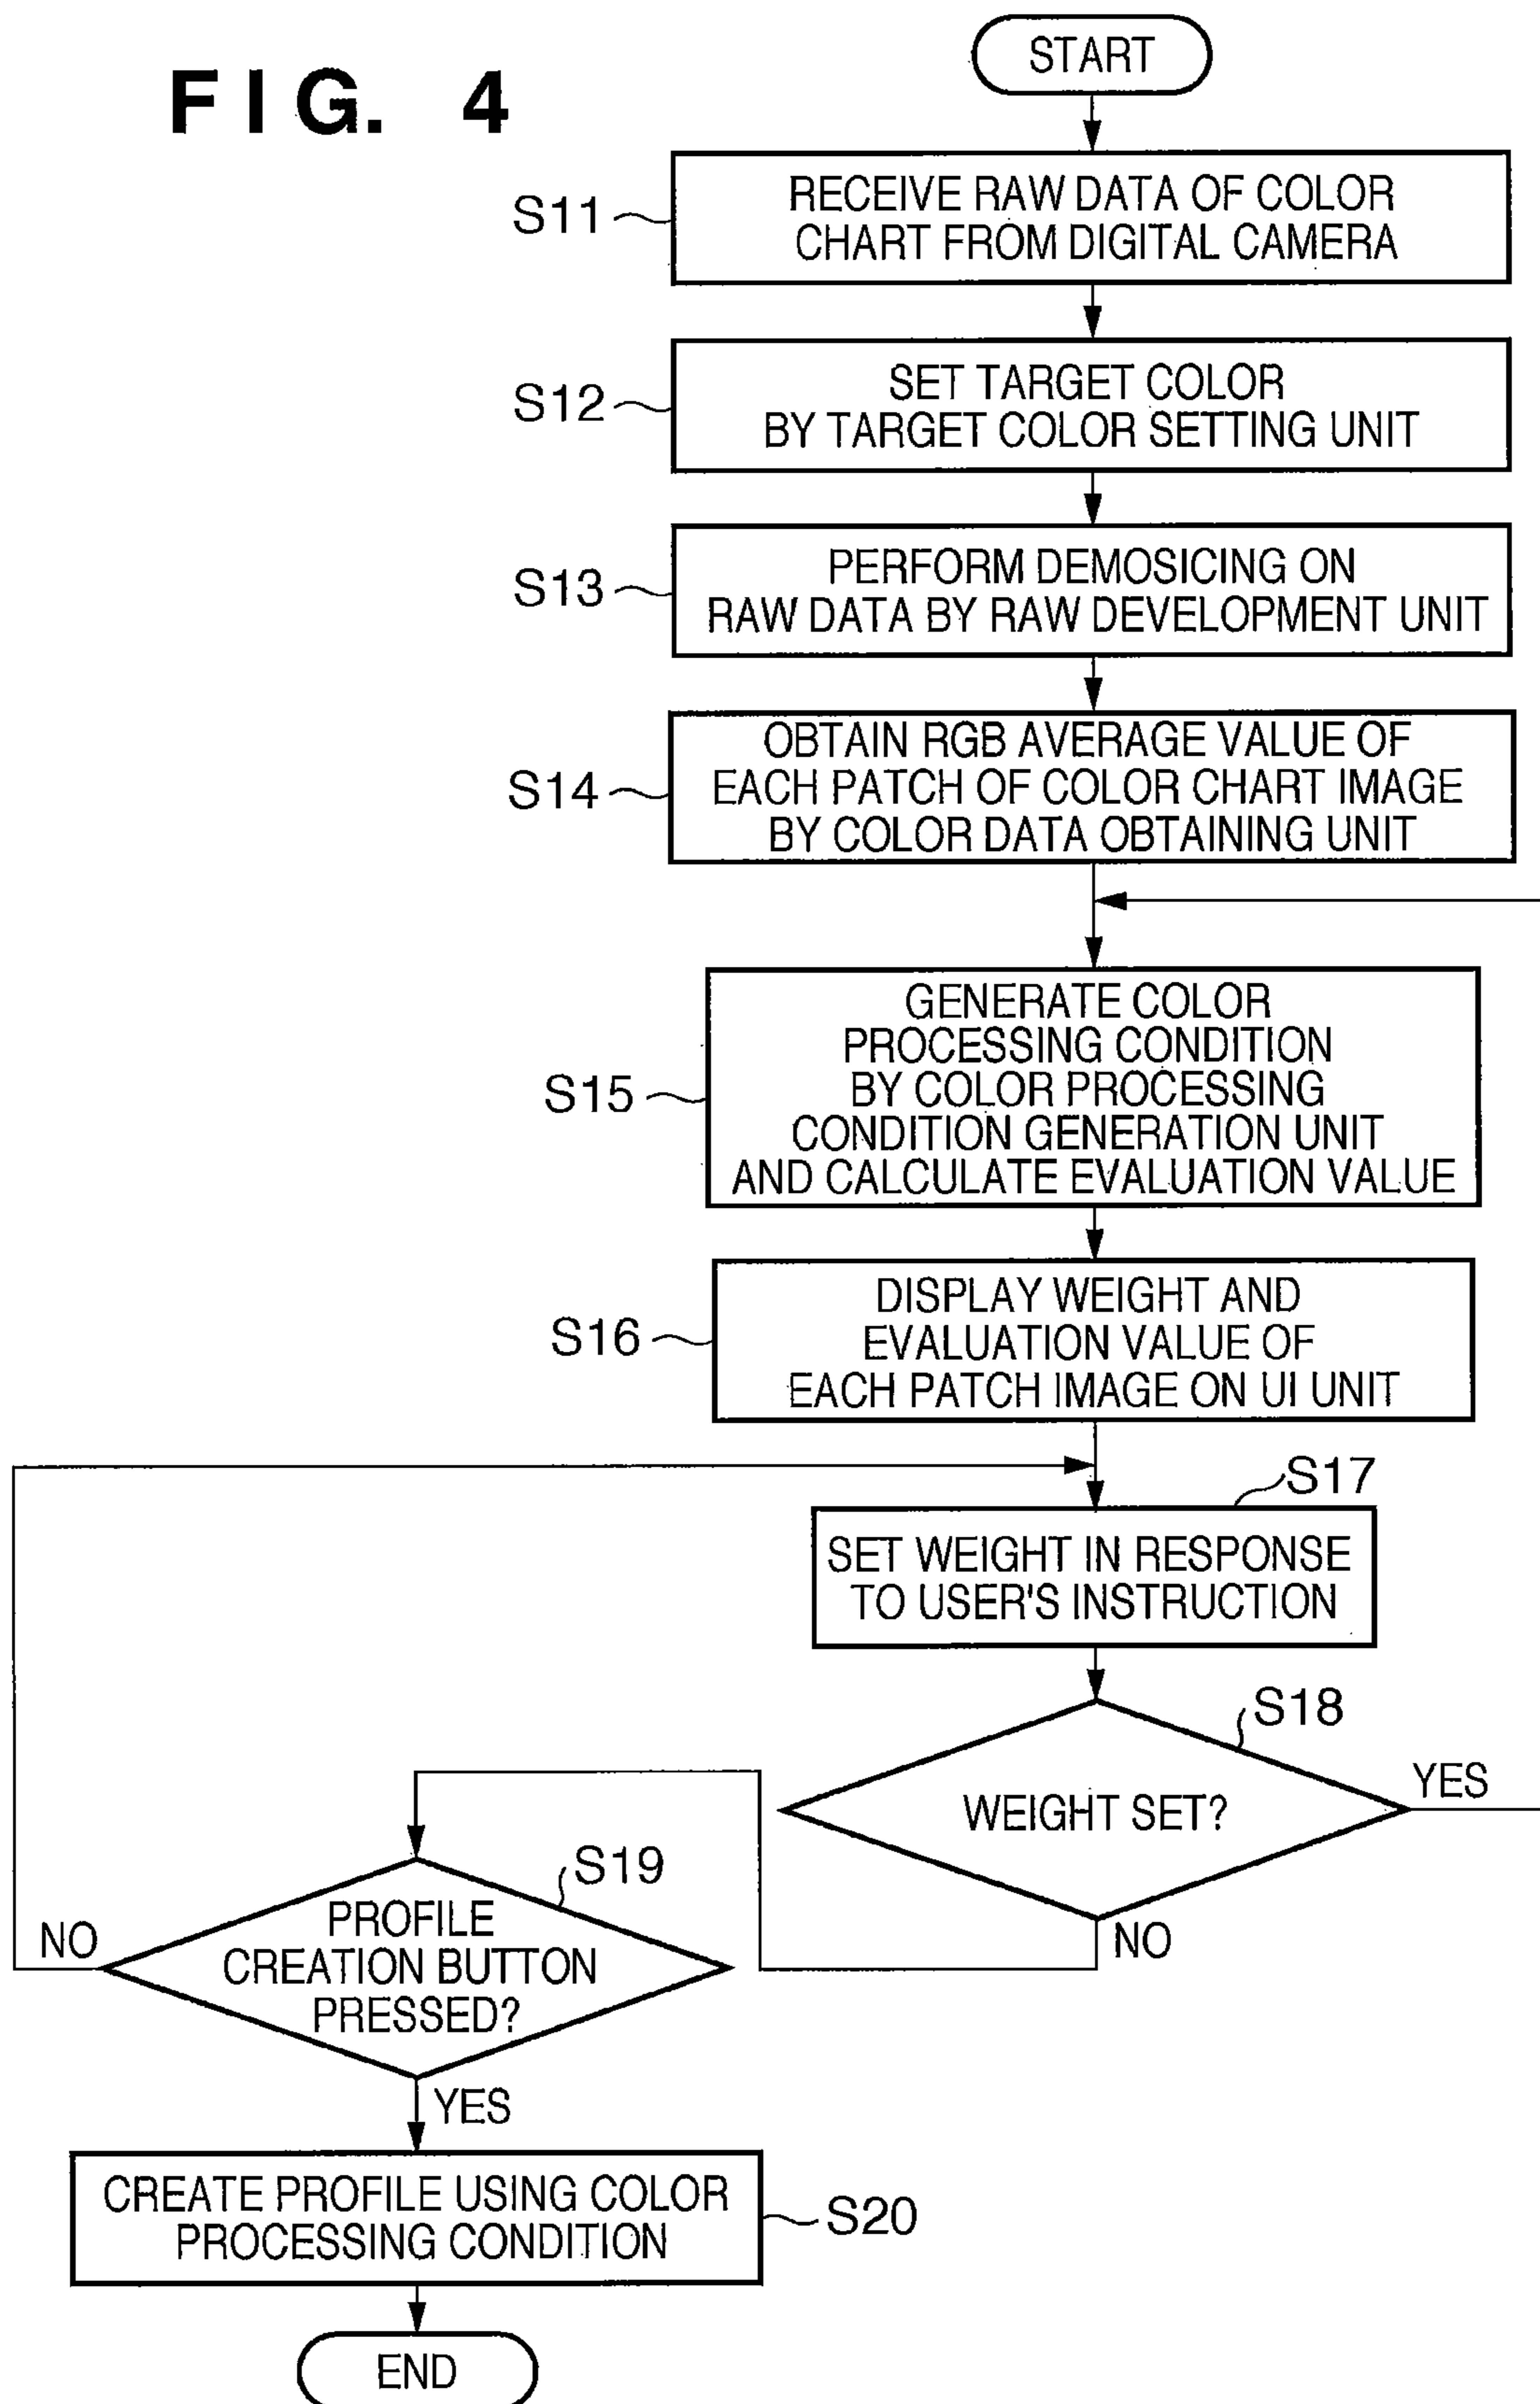 FIG. 4
START
S11
RECEIVE RAW DATA OF COLOR
CHART FROM DIGITAL CAMERA
S12
SET TARGET COLOR
BY TARGET COLOR SETTING UNIT
S13
PERFORM DEMOSICING ON
RAW DATA BY RAW DEVELOPMENT UNIT
S14
OBTAIN RGB AVERAGE VALUE OF
EACH PATCH OF COLOR CHART IMAGE
BY COLOR DATA OBTAINING UNIT
S15
GENERATE COLOR
PROCESSING CONDITION
BY COLOR PROCESSING
CONDITION GENERATION UNIT
AND CALCULATE EVALUATION VALUE
S16
DISPLAY WEIGHT AND
EVALUATION VALUE OF
EACH PATCH IMAGE ON UI UNIT
S17
SET WEIGHT IN RESPONSE
TO USER'S INSTRUCTION
S18
WEIGHT SET?
YES
NO
S19
PROFILE
CREATION BUTTON
PRESSED?
NO
YES
CREATE PROFILE USING COLOR
PROCESSING CONDITION
S20
END